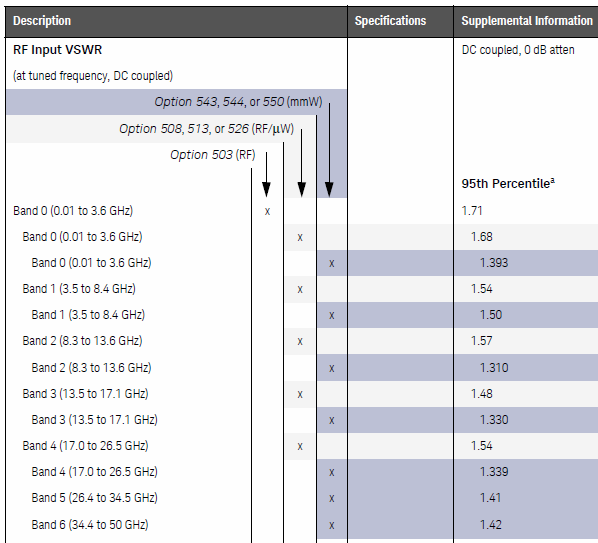 Description Specifications Supplemental Information
RF Input VSWR DC coupled, 0 dB atten
(at tuned frequency, DC coupled)
Option 543, 544, or 550 (mmW)
Option 508, 513, or 526 (RF/μW)
Option 503 (RF)
95th Percentileᵃ
Band 0 (0.01 to 3.6 GHz) x 1.71
Band 0 (0.01 to 3.6 GHz) x 1.68
Band 0 (0.01 to 3.6 GHz) x 1.393
Band 1 (3.5 to 8.4 GHz) x 1.54
Band 1 (3.5 to 8.4 GHz) x 1.50
Band 2 (8.3 to 13.6 GHz) x 1.57
Band 2 (8.3 to 13.6 GHz) x 1.310
Band 3 (13.5 to 17.1 GHz) x 1.48
Band 3 (13.5 to 17.1 GHz) x 1.330
Band 4 (17.0 to 26.5 GHz) x 1.54
Band 4 (17.0 to 26.5 GHz) x 1.339
Band 5 (26.4 to 34.5 GHz) x 1.41
Band 6 (34.4 to 50 GHz) x 1.42